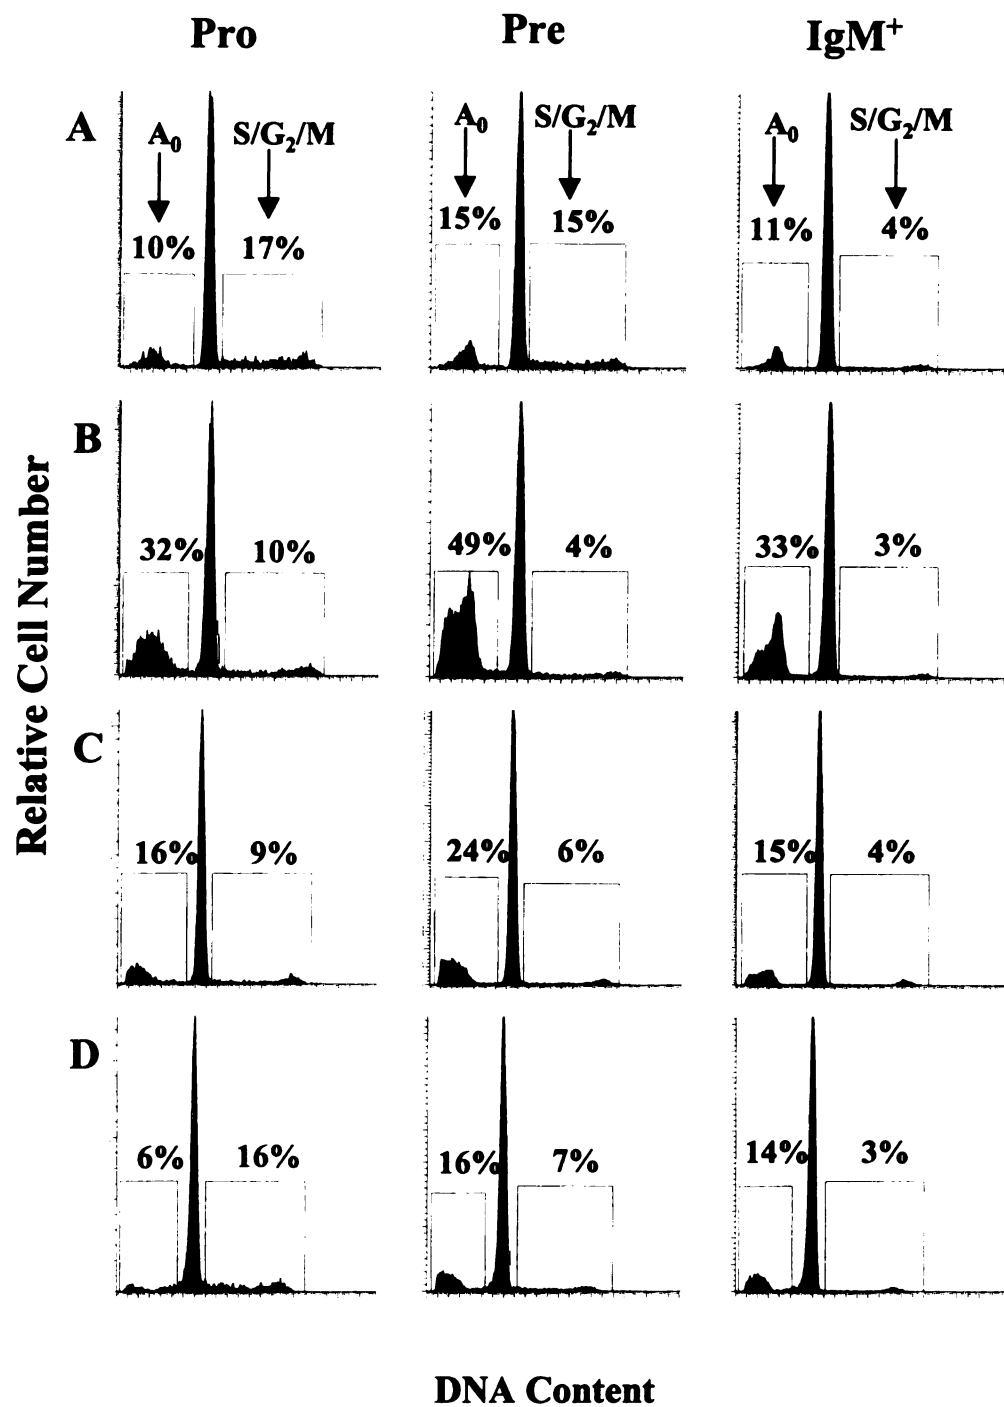 Pro Pre IgM⁺
A
A₀ S/G₂/M A₀ S/G₂/M A₀ S/G₂/M
10% 17% 15% 15% 11% 4%
B
32% 10% 49% 4% 33% 3%
C
16% 9% 24% 6% 15% 4%
D
6% 16% 16% 7% 14% 3%
Relative Cell Number
DNA Content